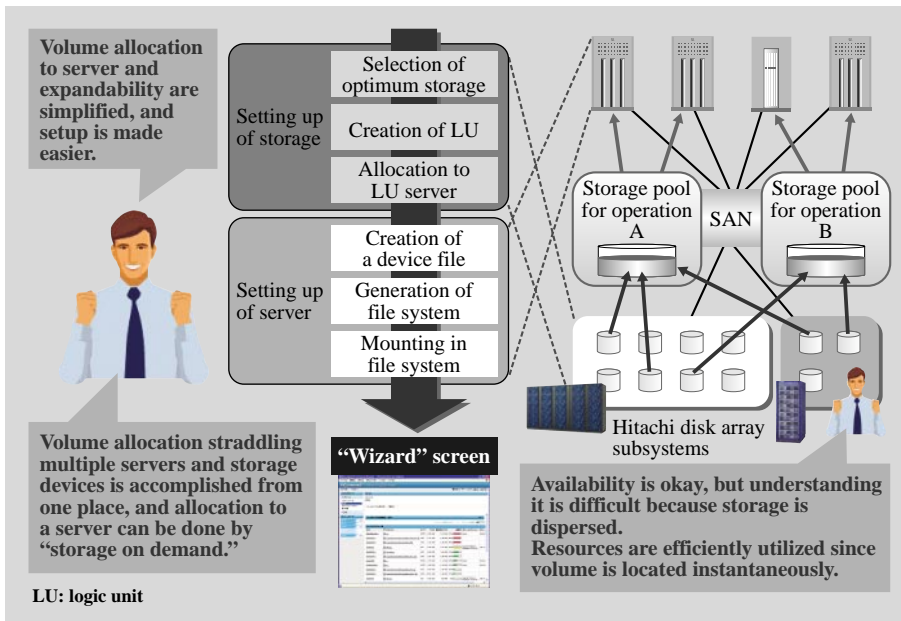 Volume allocation
to server and
expandability are
simplified, and
setup is made
easier.
Setting up
of storage
Selection of
optimum storage
Creation of LU
Allocation to
LU server
Setting up
of server
Creation of
a device file
Generation of
file system
Mounting in
file system
“Wizard” screen
Storage pool
for operation
A
SAN
Storage pool
for operation
B
Hitachi disk array
subsystems
Volume allocation straddling
multiple servers and storage
devices is accomplished from
one place, and allocation to
a server can be done by
“storage on demand.”
Availability is okay, but understanding
it is difficult because storage is
dispersed.
Resources are efficiently utilized since
volume is located instantaneously.
LU: logic unit